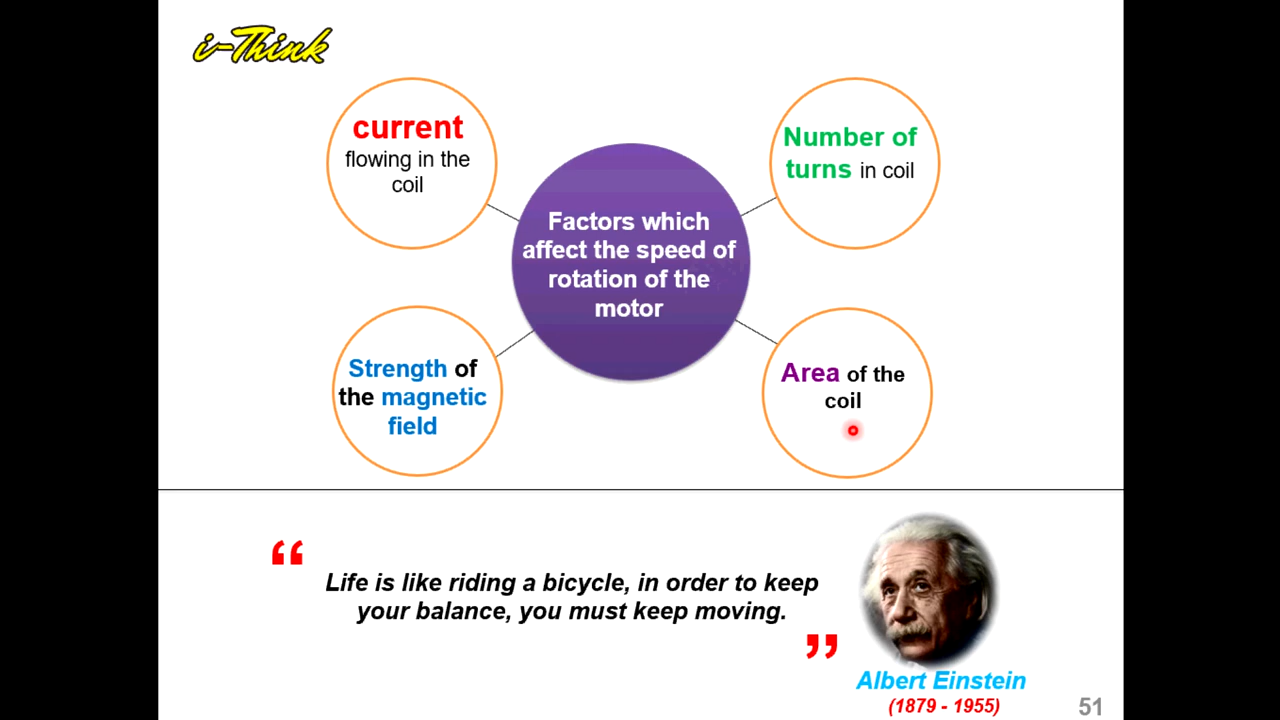 i-Think
current
flowing in the
coil
Number of
turns in coil
Factors which
affect the speed of
rotation of the
motor
Strength of
the magnetic
field
Area of the
coil
“
Life is like riding a bicycle, in order to keep
your balance, you must keep moving.
”
Albert Einstein
(1879 - 1955)
51